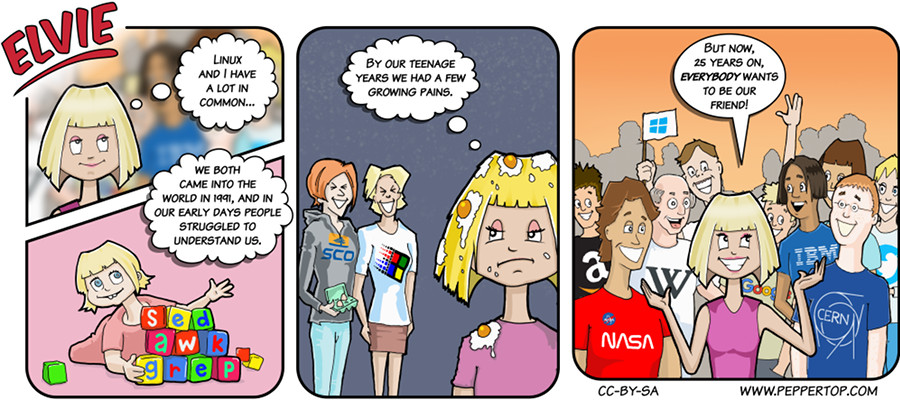 ELVIE
LINUX
AND I HAVE
A LOT IN
COMMON...
WE BOTH
CAME INTO THE
WORLD IN 1991, AND IN
OUR EARLY DAYS PEOPLE
STRUGGLED TO
UNDERSTAND US.
Sed
awk
grep
BY OUR TEENAGE
YEARS WE HAD A FEW
GROWING PAINS.
SCO
BUT NOW,
25 YEARS ON,
EVERYBODY WANTS
TO BE OUR
FRIEND!
a
W
Goog
IBM
NASA
NASA
CERN
CC-BY-SA
WWW.PEPPERTOP.COM